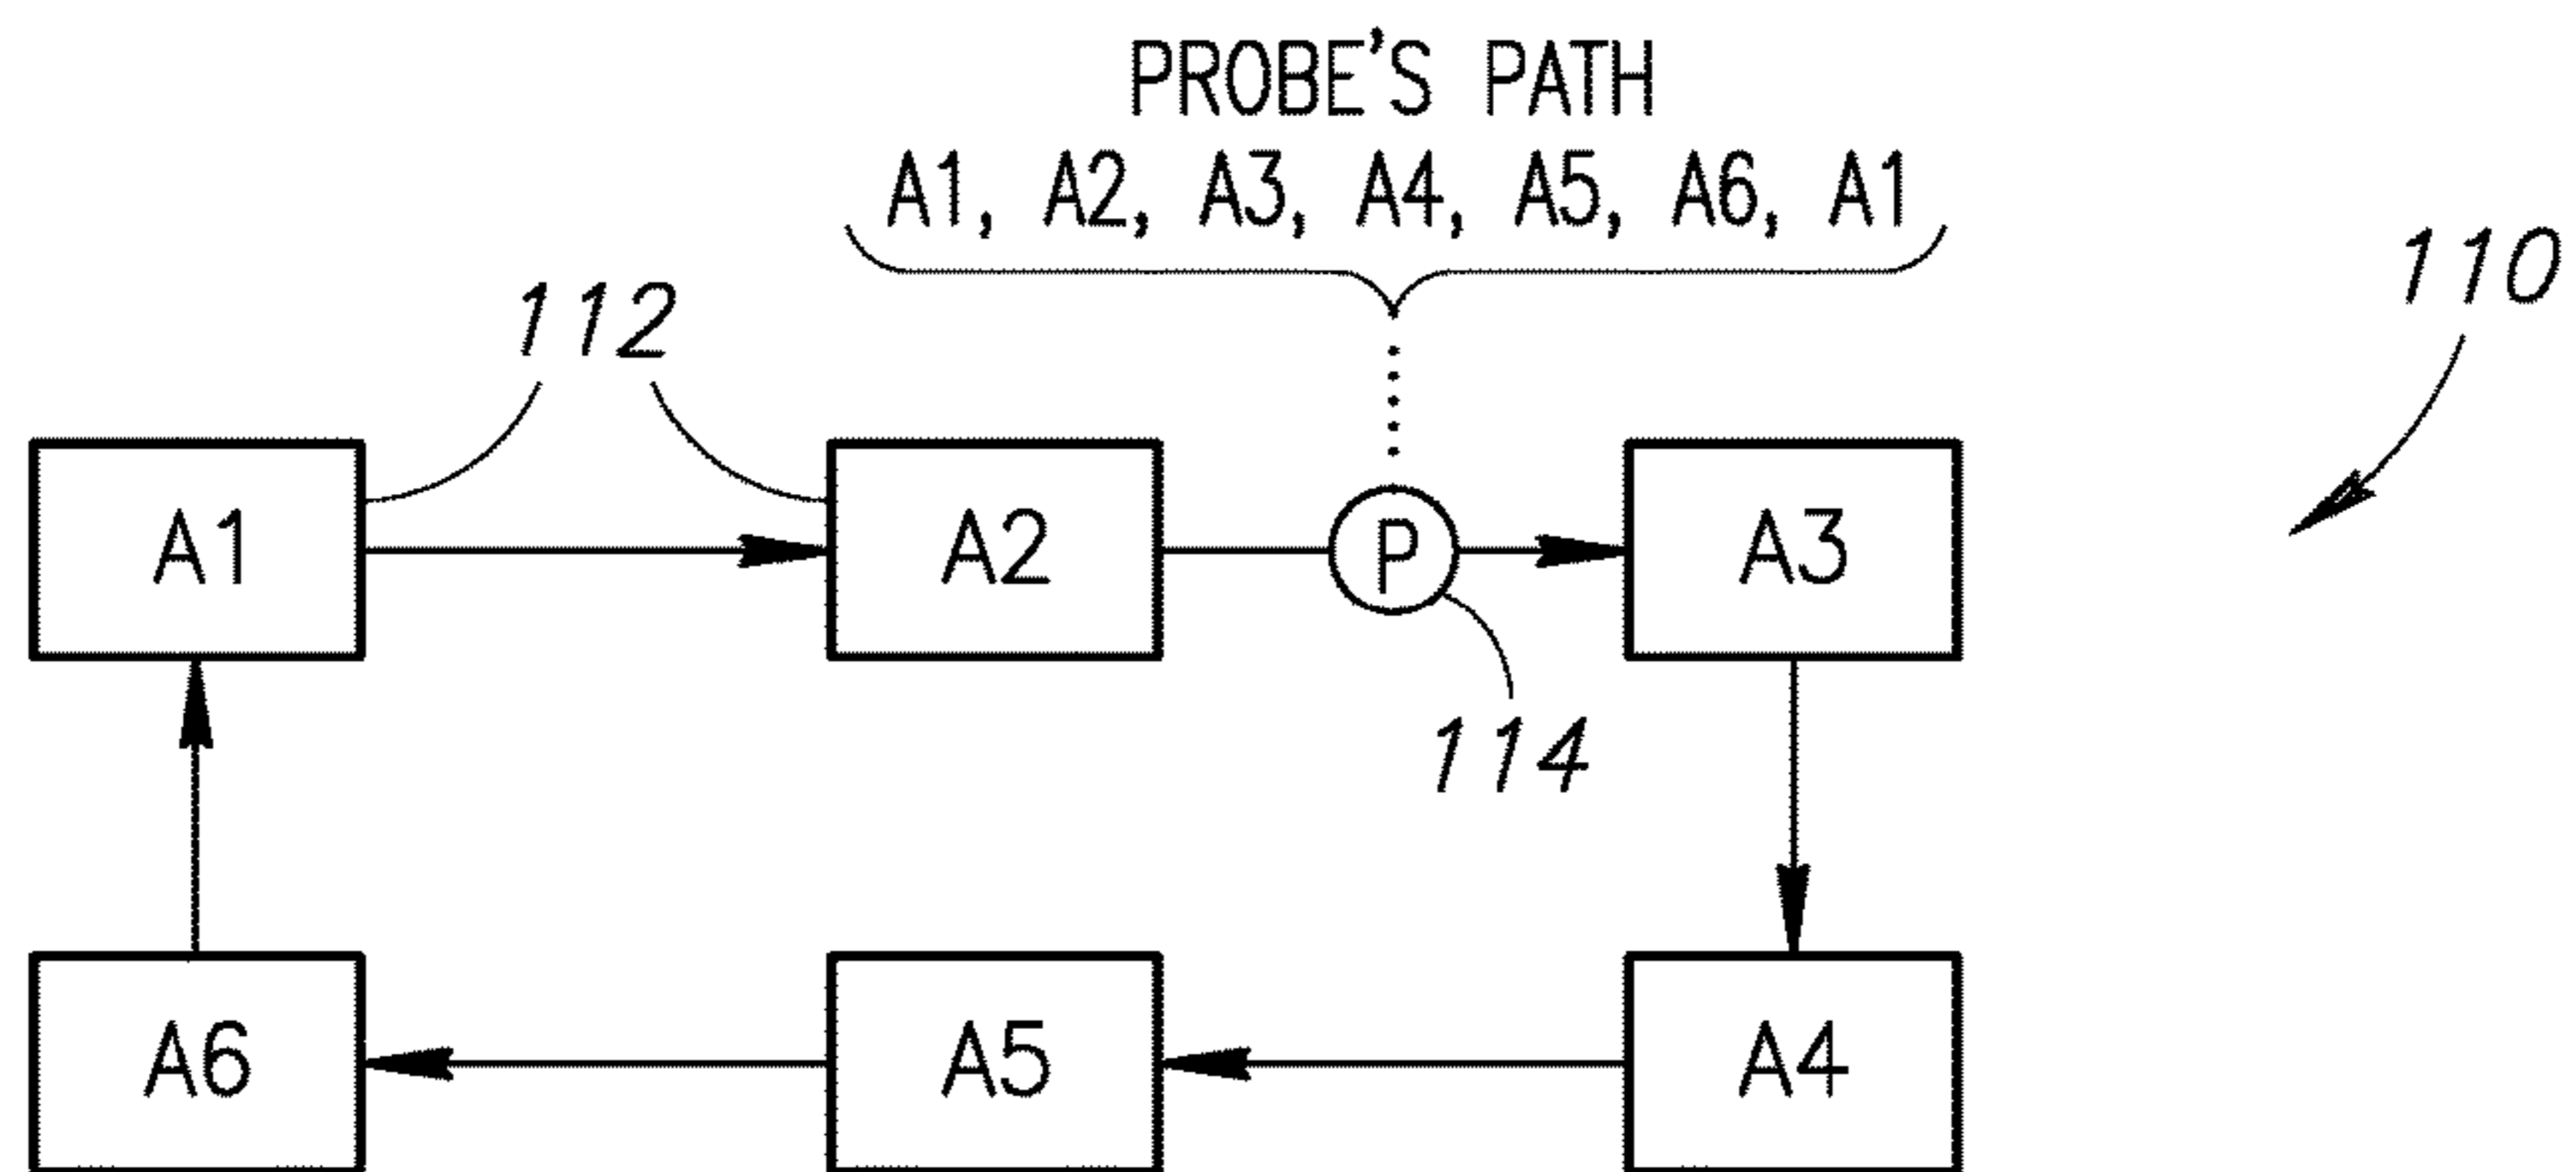 PROBE'S PATH
A1, A2, A3, A4, A5, A6, A1
110
112
A1
A2
P
A3
114
A6
A5
A4